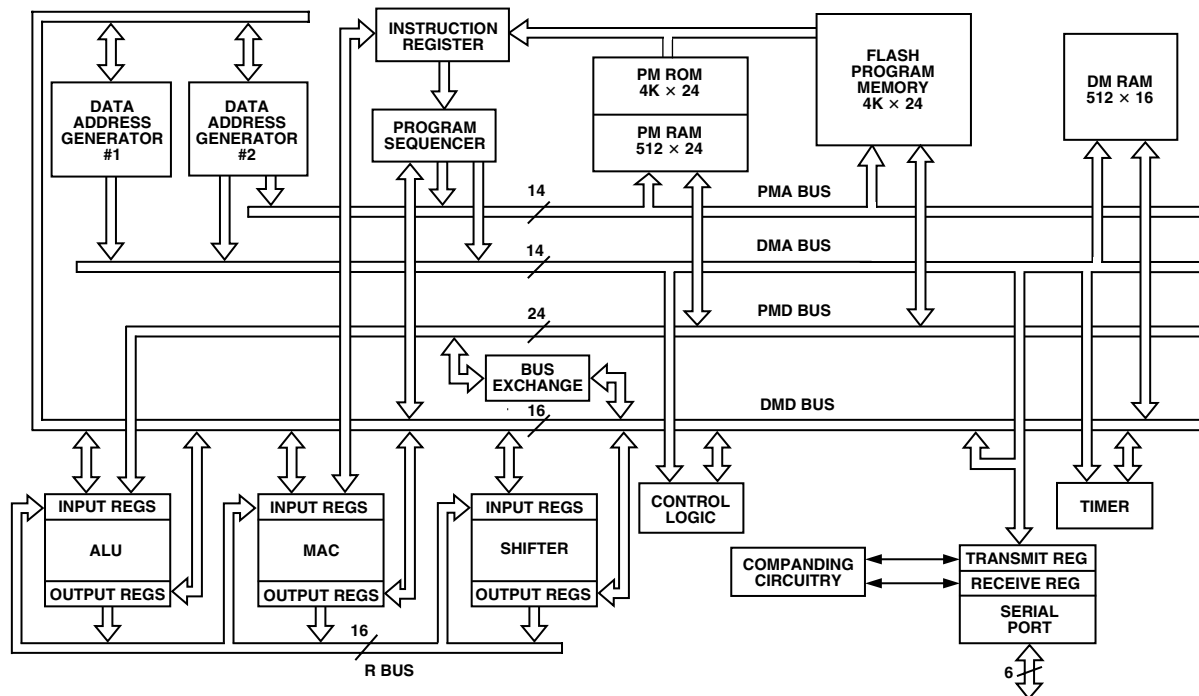 INSTRUCTION
REGISTER
FLASH
PROGRAM
MEMORY
4K × 24
PM ROM
4K × 24
DM RAM
512 × 16
DATA
ADDRESS
GENERATOR
#1
DATA
ADDRESS
GENERATOR
#2
PROGRAM
SEQUENCER
PM RAM
512 × 24
14
PMA BUS
14
DMA BUS
24
PMD BUS
BUS
EXCHANGE
16
DMD BUS
INPUT REGS
ALU
OUTPUT REGS
INPUT REGS
MAC
OUTPUT REGS
INPUT REGS
SHIFTER
OUTPUT REGS
CONTROL
LOGIC
TIMER
COMPANDING
CIRCUITRY
TRANSMIT REG
RECEIVE REG
SERIAL
PORT
16
R BUS
6